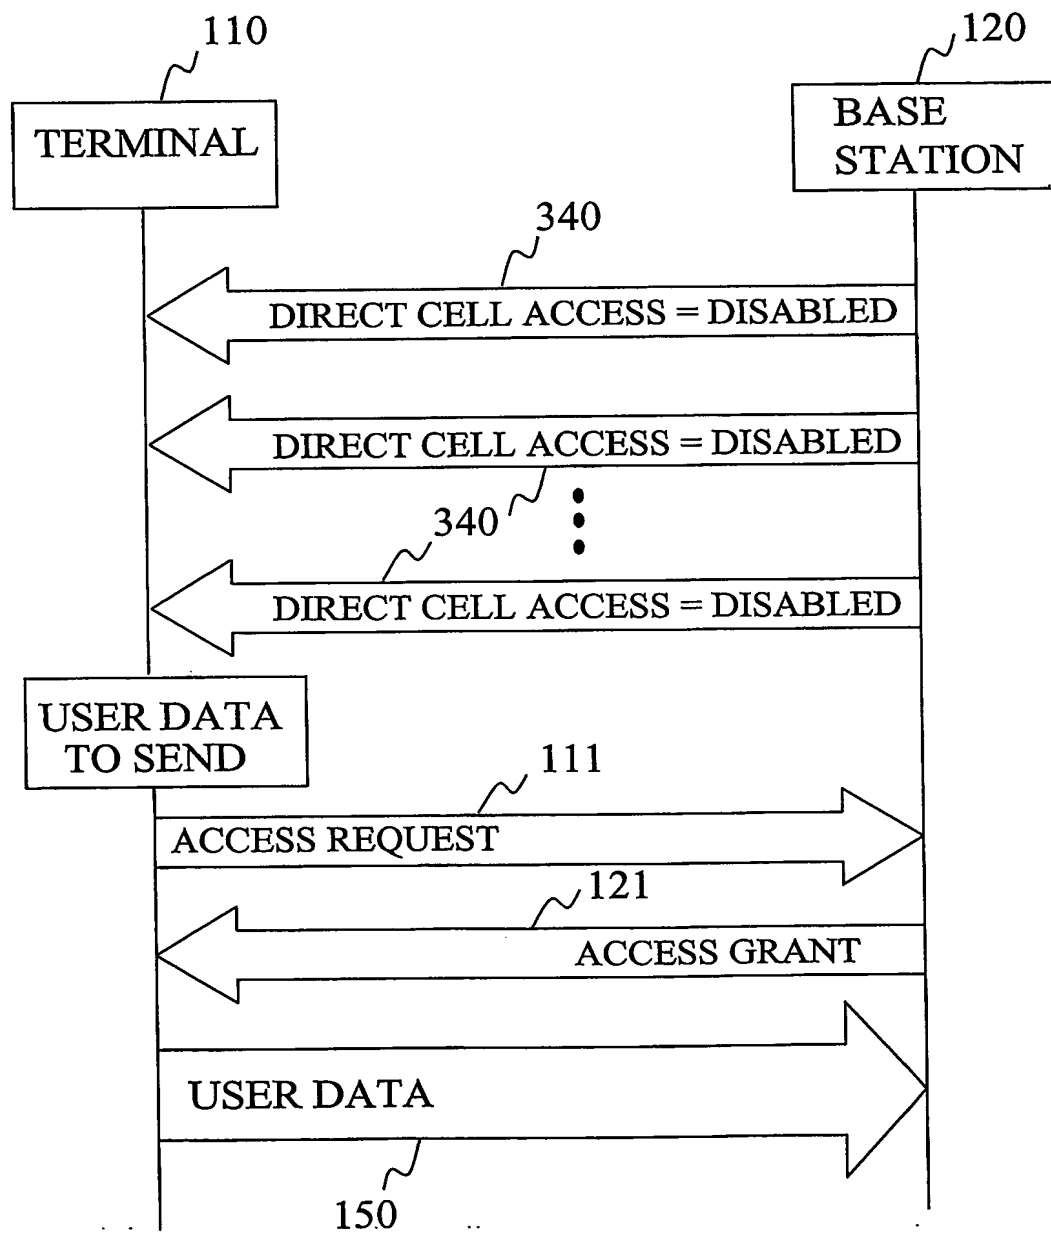 110
120
TERMINAL
BASE
STATION
340
DIRECT CELL ACCESS = DISABLED
DIRECT CELL ACCESS = DISABLED
340
DIRECT CELL ACCESS = DISABLED
USER DATA
TO SEND
111
ACCESS REQUEST
121
ACCESS GRANT
USER DATA
150